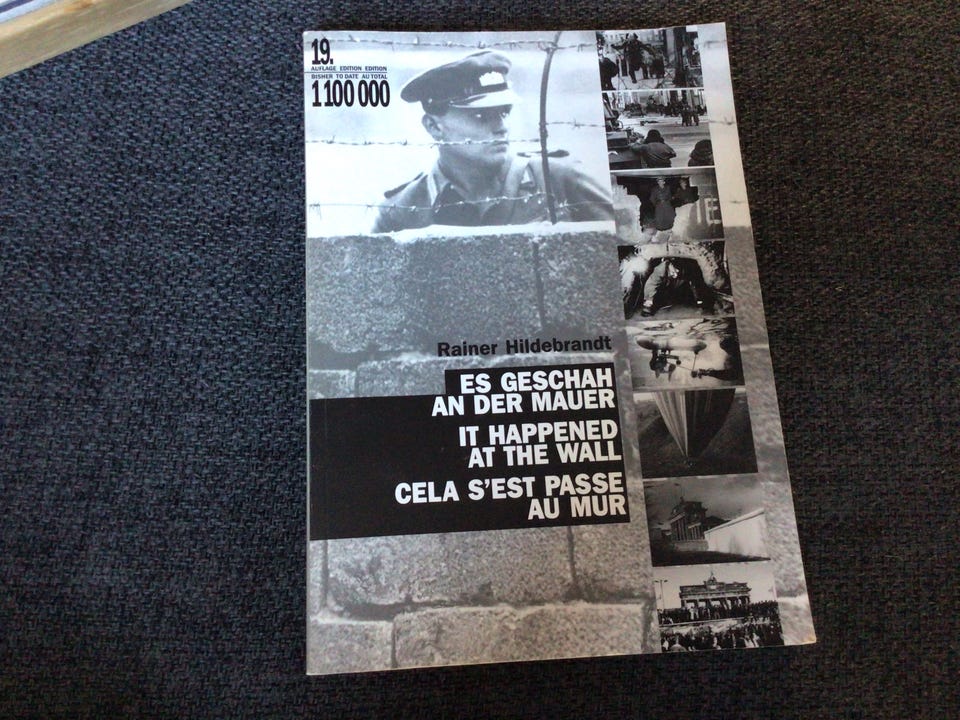 19.
AUFLAGE EDITION EDITION
BISHER TO DATE AU TOTAL
1 100 000
Rainer Hildebrandt
ES GESCHAH
AN DER MAUER
IT HAPPENED
AT THE WALL
CELA S'EST PASSE
AU MUR